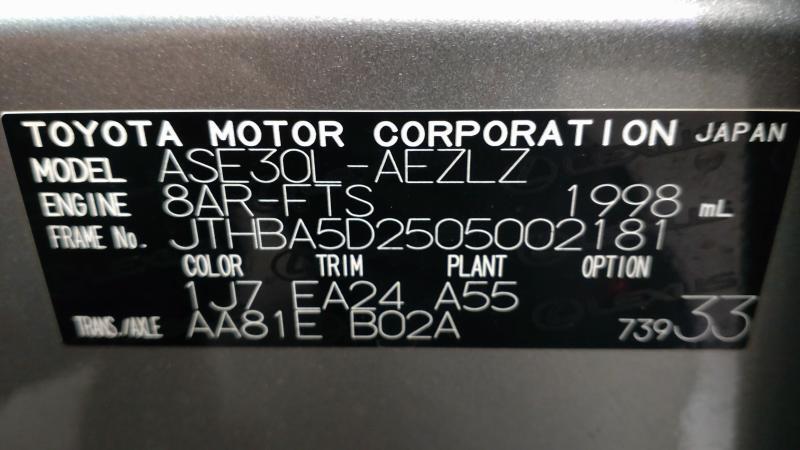 TOYOTA MOTOR CORPORATION JAPAN
MODEL ASE30L-AEZLZ
ENGINE 8AR-FTS 1998 mL
FRAME No. JTHBA5D2505002181
COLOR TRIM PLANT OPTION
1J7 EA24 A55
TRANS./AXLE AA81E B02A 739 33